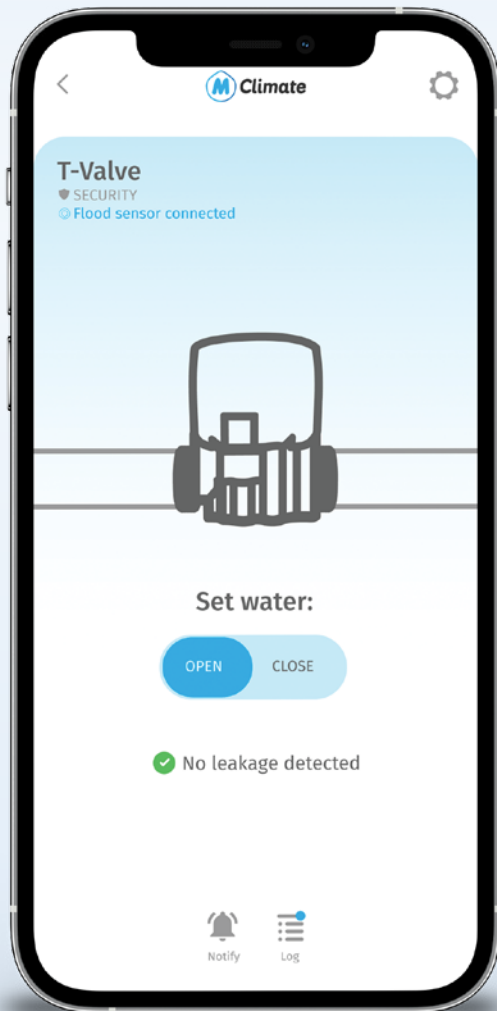 M Climate
T-Valve
SECURITY
Flood sensor connected
Set water:
OPEN CLOSE
No leakage detected
Notify Log